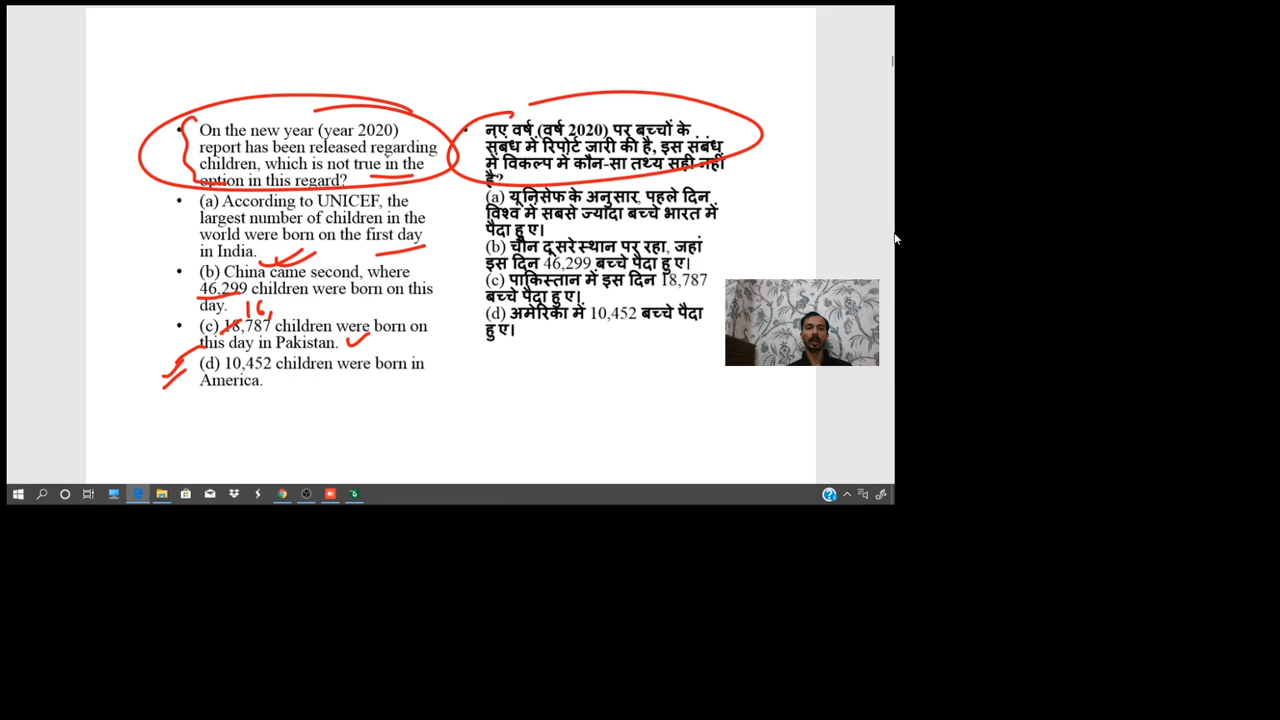 • On the new year (year 2020)
report has been released regarding
children, which is not true in the
option in this regard?
• (a) According to UNICEF, the
largest number of children in the
world were born on the first day
in India.
• (b) China came second, where
46,299 children were born on this
day.
16,
• (c) 18,787 children were born on
this day in Pakistan.
• (d) 10,452 children were born in
America.
• नए वर्ष (वर्ष 2020) पर बच्चों के
संबंध में रिपोर्ट जारी की है, इस संबंध
में विकल्प में कौन-सा तथ्य सही नहीं
है?
(a) यूनिसेफ के अनुसार, पहले दिन
विश्व में सबसे ज्यादा बच्चे भारत में
पैदा हुए।
(b) चीन दूसरे स्थान पर रहा, जहां
इस दिन 46,299 बच्चे पैदा हुए।
(c) पाकिस्तान में इस दिन 18,787
बच्चे पैदा हुए।
(d) अमेरिका में 10,452 बच्चे पैदा
हुए।